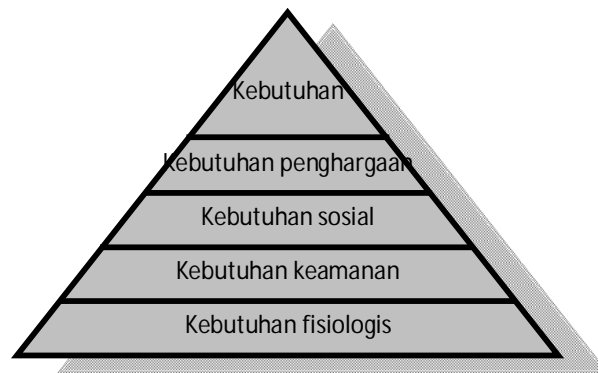 Kebutuhan
Kebutuhan penghargaan
Kebutuhan sosial
Kebutuhan keamanan
Kebutuhan fisiologis